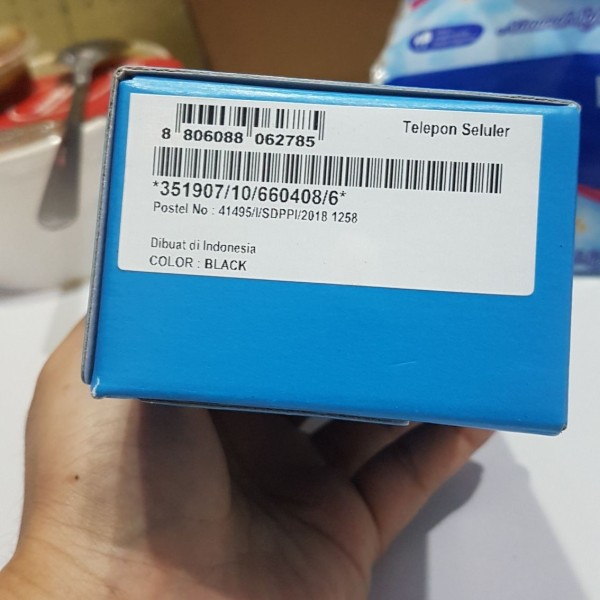 Telepon Seluler
8 806088 062785
*351907/10/660408/6*
Postel No : 41495/I/SDPPI/2018 1258
Dibuat di Indonesia
COLOR : BLACK